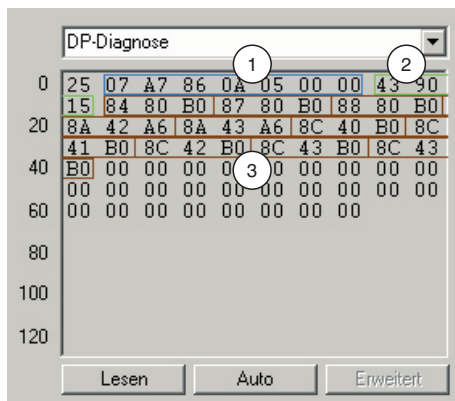 DP-Diagnose
1
2
0 25 07 A7 86 0A 05 00 00 43 90
15 84 80 B0 87 80 B0 88 80 B0
20 8A 42 A6 8A 43 A6 8C 40 B0 8C
41 B0 8C 42 B0 8C 43 B0 8C 43
40 B0 00 00 00 00 00 00 00 00 00
3
00 00 00 00 00 00 00 00 00 00
60 00 00 00 00 00 00 00 00
80
100
120
Lesen Auto Erweitert